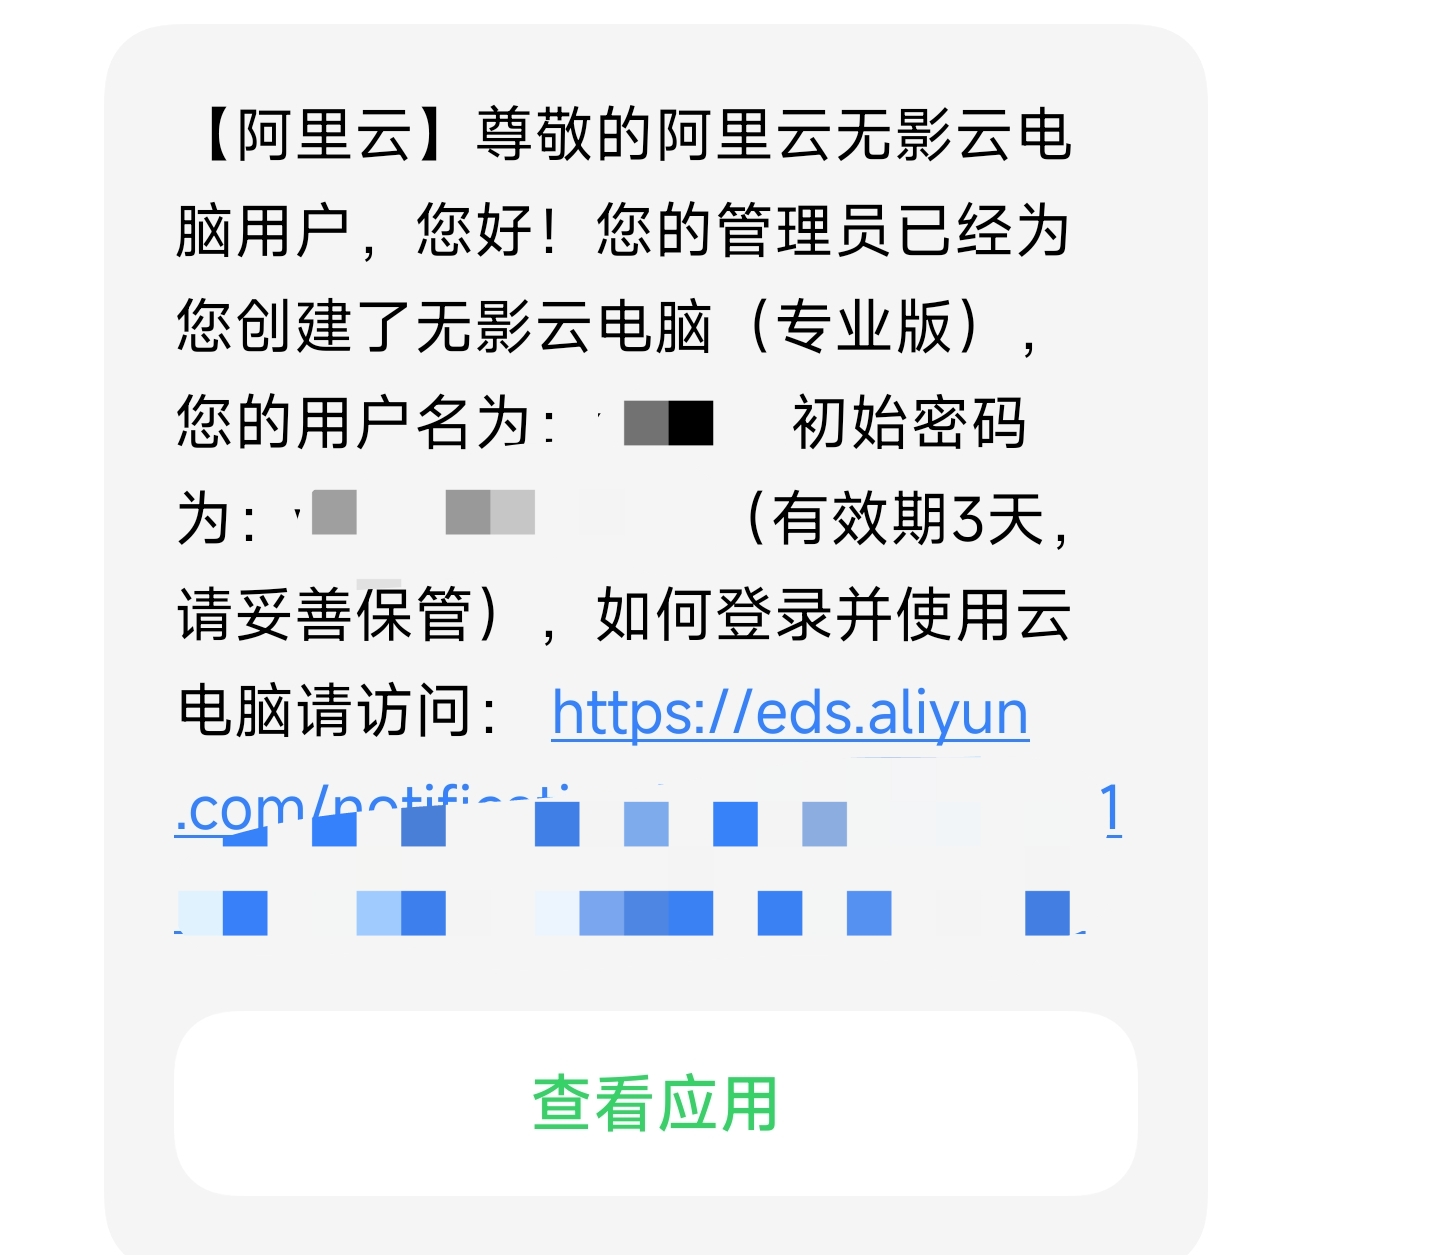 【阿里云】尊敬的阿里云无影云电
脑用户，您好！您的管理员已经为
您创建了无影云电脑（专业版），
您的用户名为： 初始密码
为： （有效期3天，
请妥善保管），如何登录并使用云
电脑请访问： https://eds.aliyun
.com/ 1
查看应用